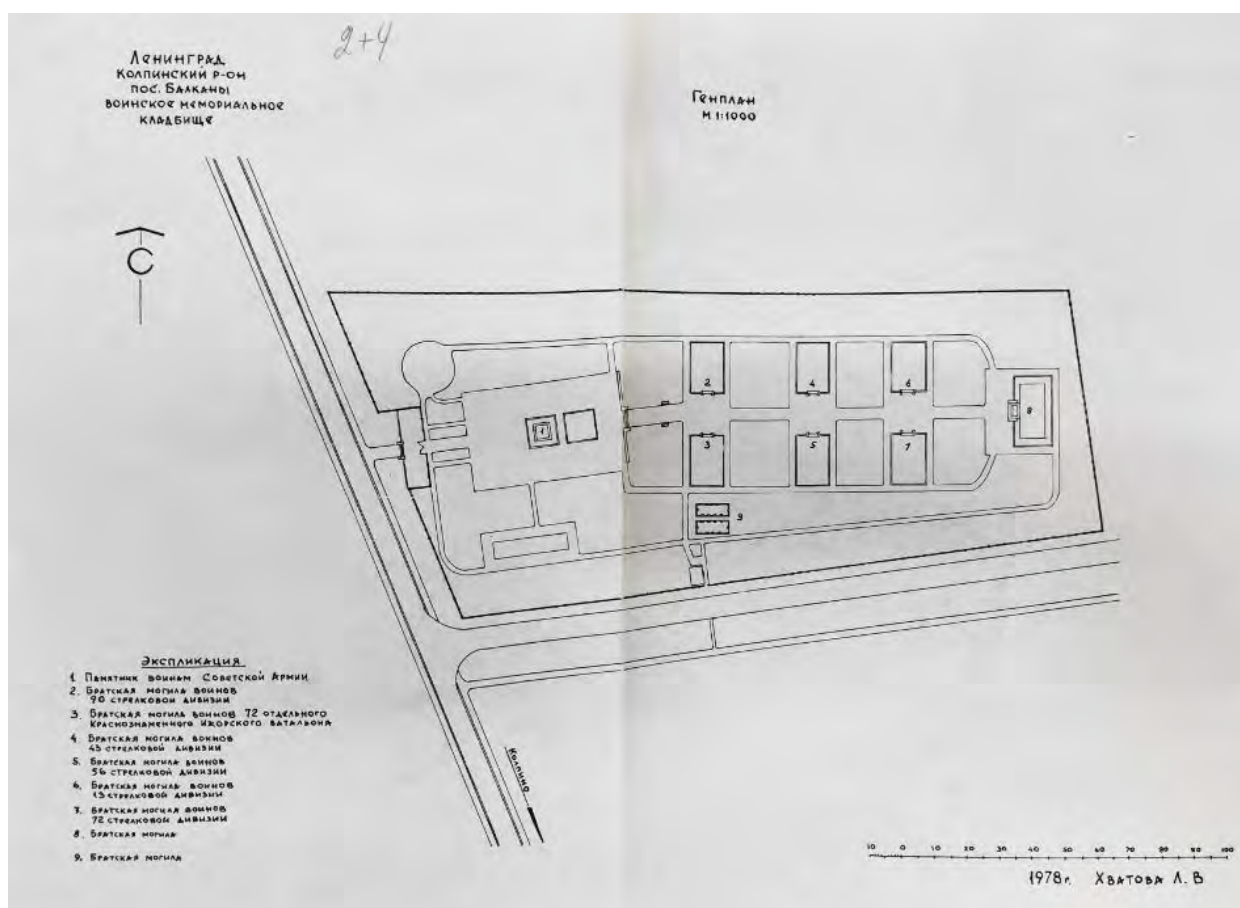 2+4
Ленинград
Колпинский р-он
пос. Балканы
воинское мемориальное
кладбище
Генплан
М 1:1000
С
1
2
3
4
5
6
7
8
9
Колпино
Экспликация
1. Памятник воинам Советской Армии
2. Братская могила воинов
90 стрелковой дивизии
3. Братская могила воинов 72 отдельного
Краснознаменного Ижорского батальона
4. Братская могила воинов
43 стрелковой дивизии
5. Братская могила воинов
56 стрелковой дивизии
6. Братская могила воинов
13 стрелковой дивизии
7. Братская могила воинов
72 стрелковой дивизии
8. Братская могила
9. Братская могила
10 0 10 20 30 40 50 60 70 80 90 100
1978г. Хватова Л. В